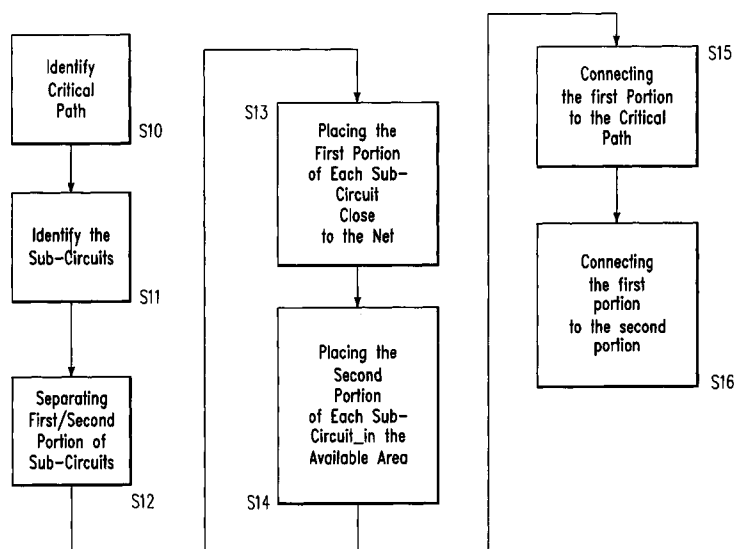 Identify
Critical
Path
S10
Identify the
Sub-Circuits
S11
Separating
First/Second
Portion of
Sub-Circuits
S12
S13
Placing the
First Portion
of Each Sub-
Circuit
Close
to the Net
Placing the
Second
Portion
of Each Sub-
Circuit_in the
Available Area
S14
S15
Connecting
the first Portion
to the Critical
Path
Connecting
the first
portion
to the second
portion
S16